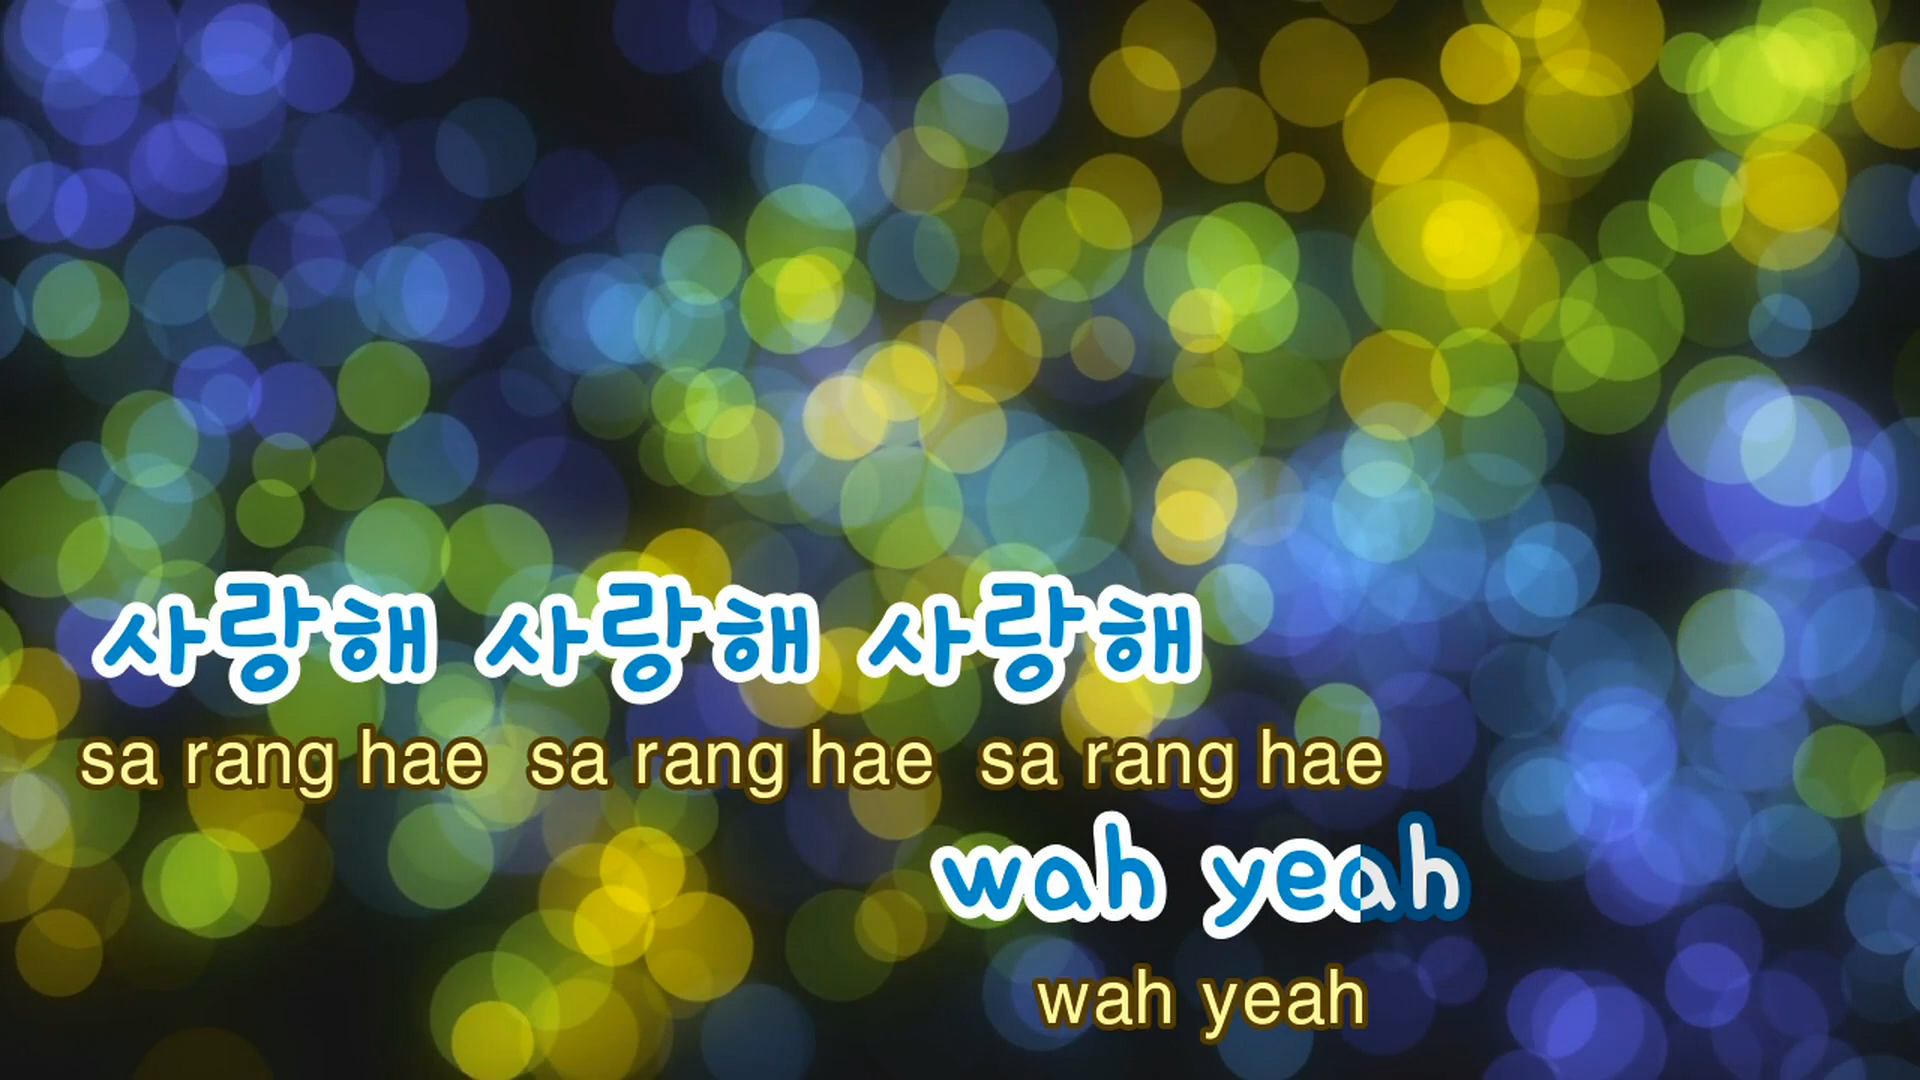 사랑해 사랑해 사랑해
sa rang hae sa rang hae sa rang hae
wah yeah
wah yeah